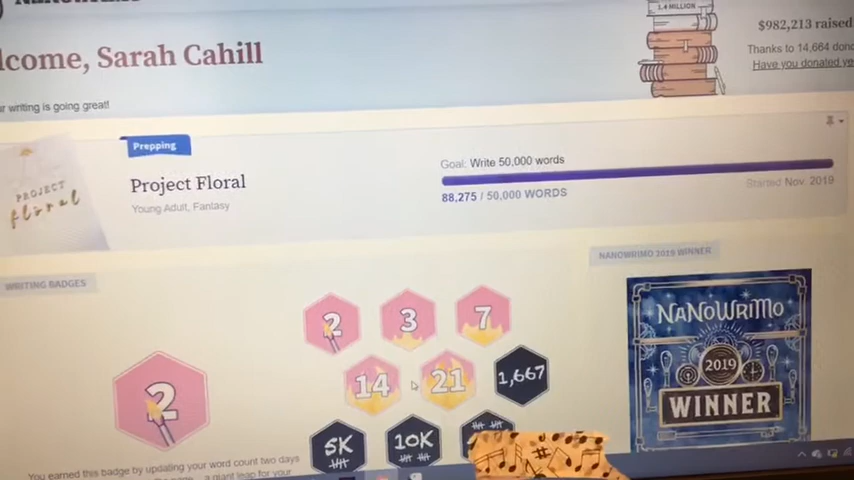 1.4 MILLION
$982,213 raised
lcome, Sarah Cahill
Thanks to 14,664 dono
Have you donated ye
r writing is going great!
Prepping
Goal: Write 50,000 words
PROJECT
floral
Project Floral
Young Adult, Fantasy
88,275 / 50,000 WORDS
Started Nov. 2019
WRITING BADGES
NANOWRIMO 2019 WINNER
2
3
7
NANOWRIMO
14
21
1,667
2019
2
WINNER
5K
10K
You earned this badge by updating your word count two days
a giant leap for your